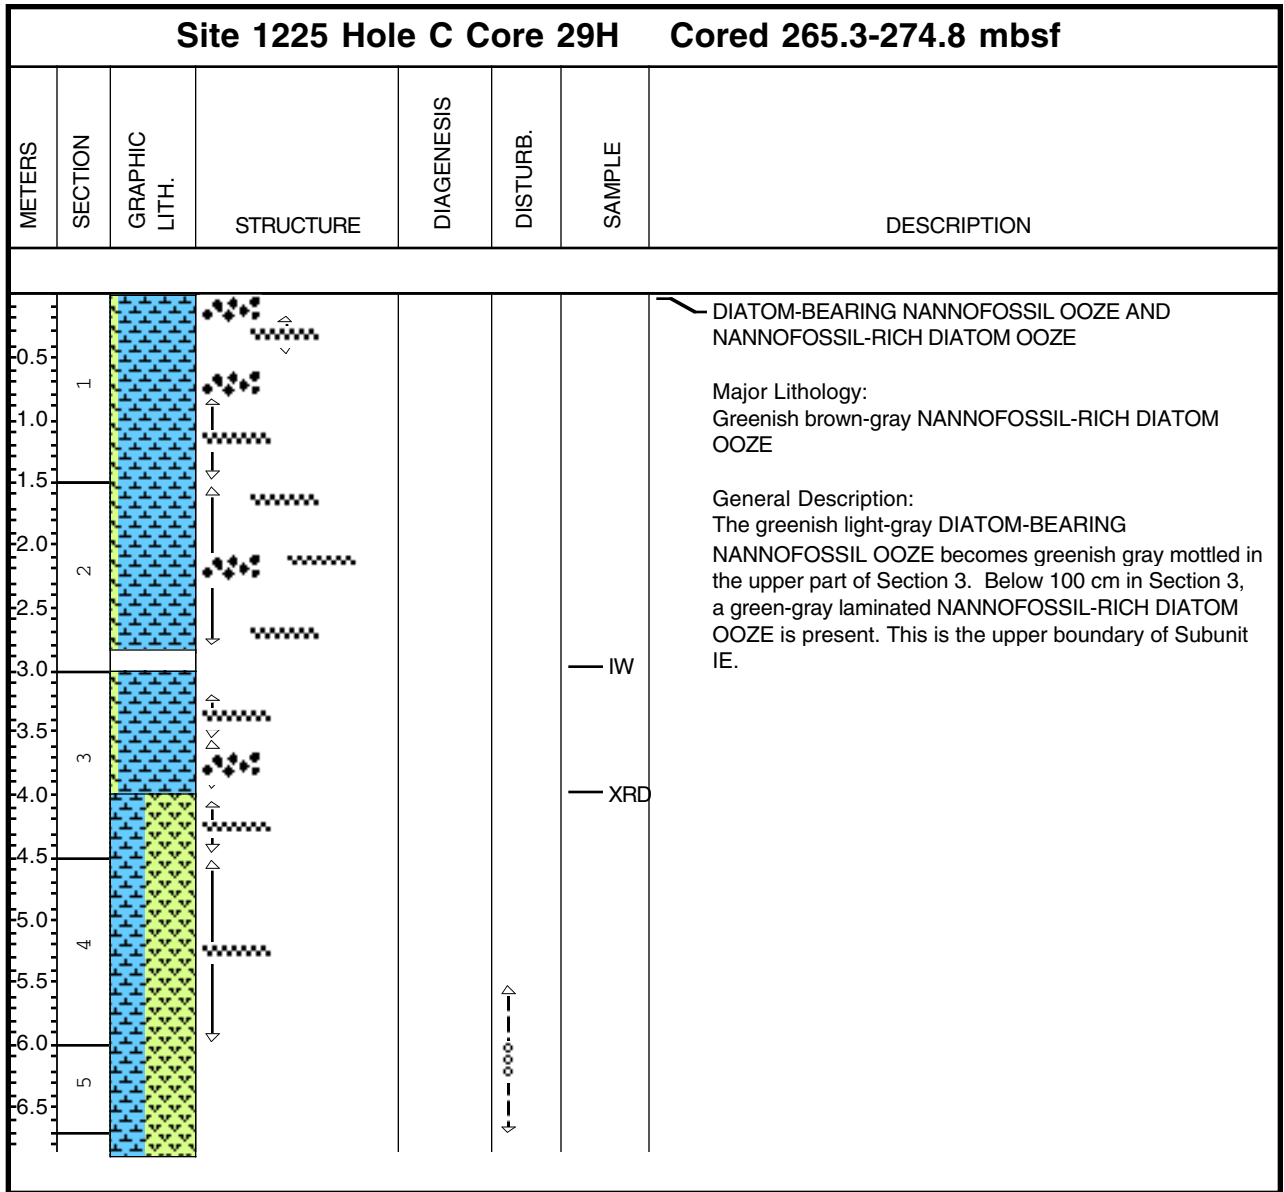 Site 1225 Hole C Core 29H Cored 265.3-274.8 mbsf
METERS
SECTION
GRAPHIC
LITH.
STRUCTURE
DIAGENESIS
DISTURB.
SAMPLE
DESCRIPTION
0.5
1.0
1.5
2.0
2.5
3.0
3.5
4.0
4.5
5.0
5.5
6.0
6.5
1
2
3
4
5
IW
XRD
DIATOM-BEARING NANNOFOSSIL OOZE AND
NANNOFOSSIL-RICH DIATOM OOZE
Major Lithology:
Greenish brown-gray NANNOFOSSIL-RICH DIATOM
OOZE
General Description:
The greenish light-gray DIATOM-BEARING
NANNOFOSSIL OOZE becomes greenish gray mottled in
the upper part of Section 3. Below 100 cm in Section 3,
a green-gray laminated NANNOFOSSIL-RICH DIATOM
OOZE is present. This is the upper boundary of Subunit
IE.